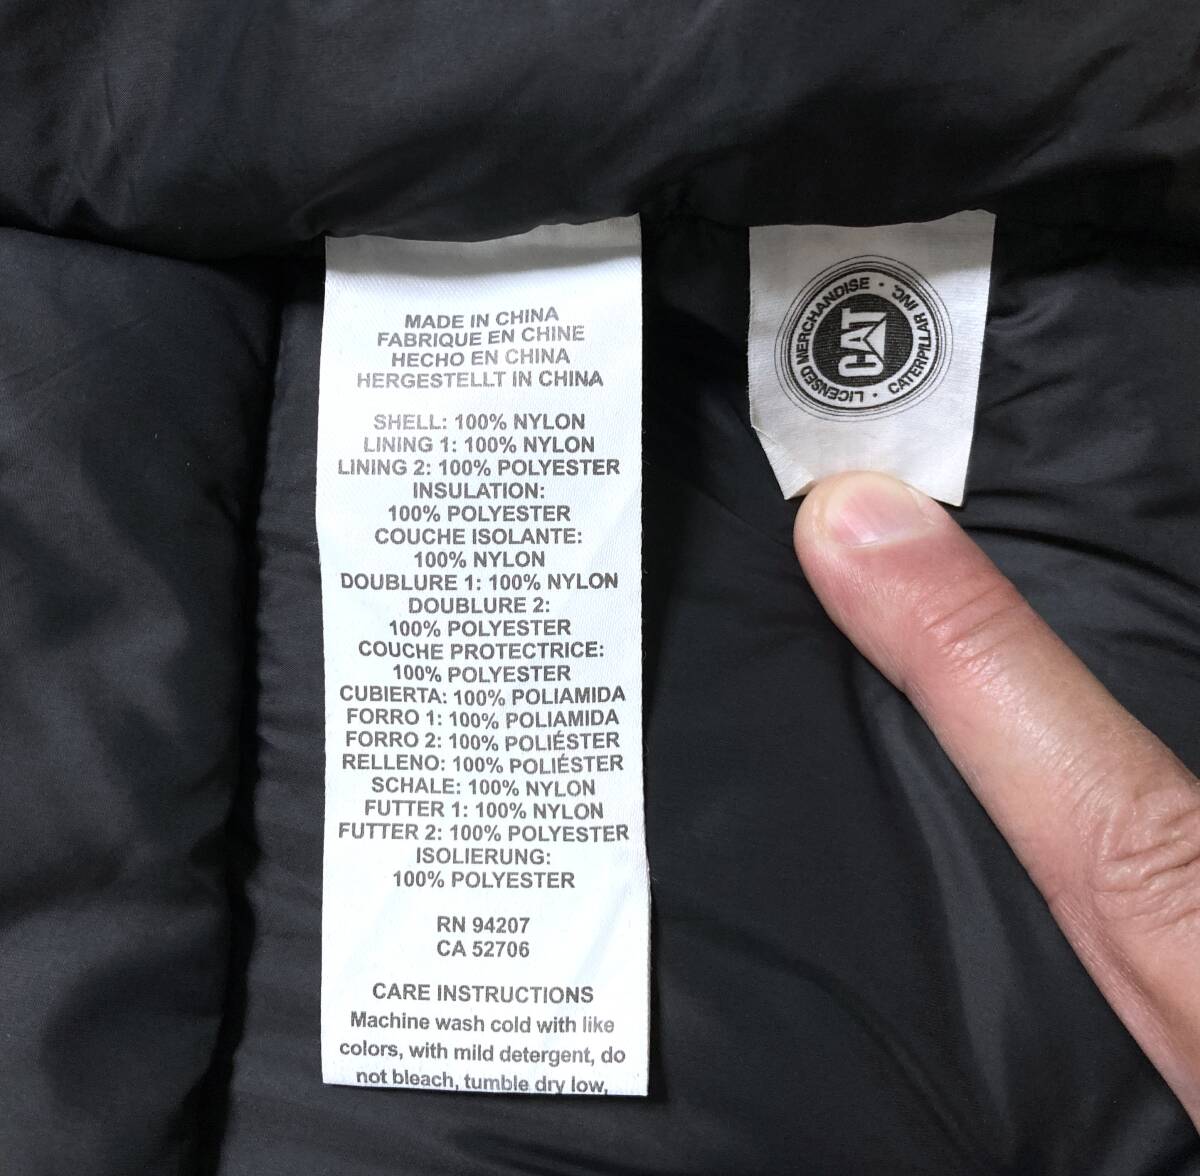 MADE IN CHINA
FABRIQUE EN CHINE
HECHO EN CHINA
HERGESTELLT IN CHINA
SHELL: 100% NYLON
LINING 1: 100% NYLON
LINING 2: 100% POLYESTER
INSULATION:
100% POLYESTER
COUCHE ISOLANTE:
100% NYLON
DOUBLURE 1: 100% NYLON
DOUBLURE 2:
100% POLYESTER
COUCHE PROTECTRICE:
100% POLYESTER
CUBIERTA: 100% POLIAMIDA
FORRO 1: 100% POLIAMIDA
FORRO 2: 100% POLIÉSTER
RELLENO: 100% POLIÉSTER
SCHALE: 100% NYLON
FUTTER 1: 100% NYLON
FUTTER 2: 100% POLYESTER
ISOLIERUNG:
100% POLYESTER
RN 94207
CA 52706
CARE INSTRUCTIONS
Machine wash cold with like
colors, with mild detergent, do
not bleach, tumble dry low,
LICENSED MERCHANDISE
CATERPILLAR INC.
CAT